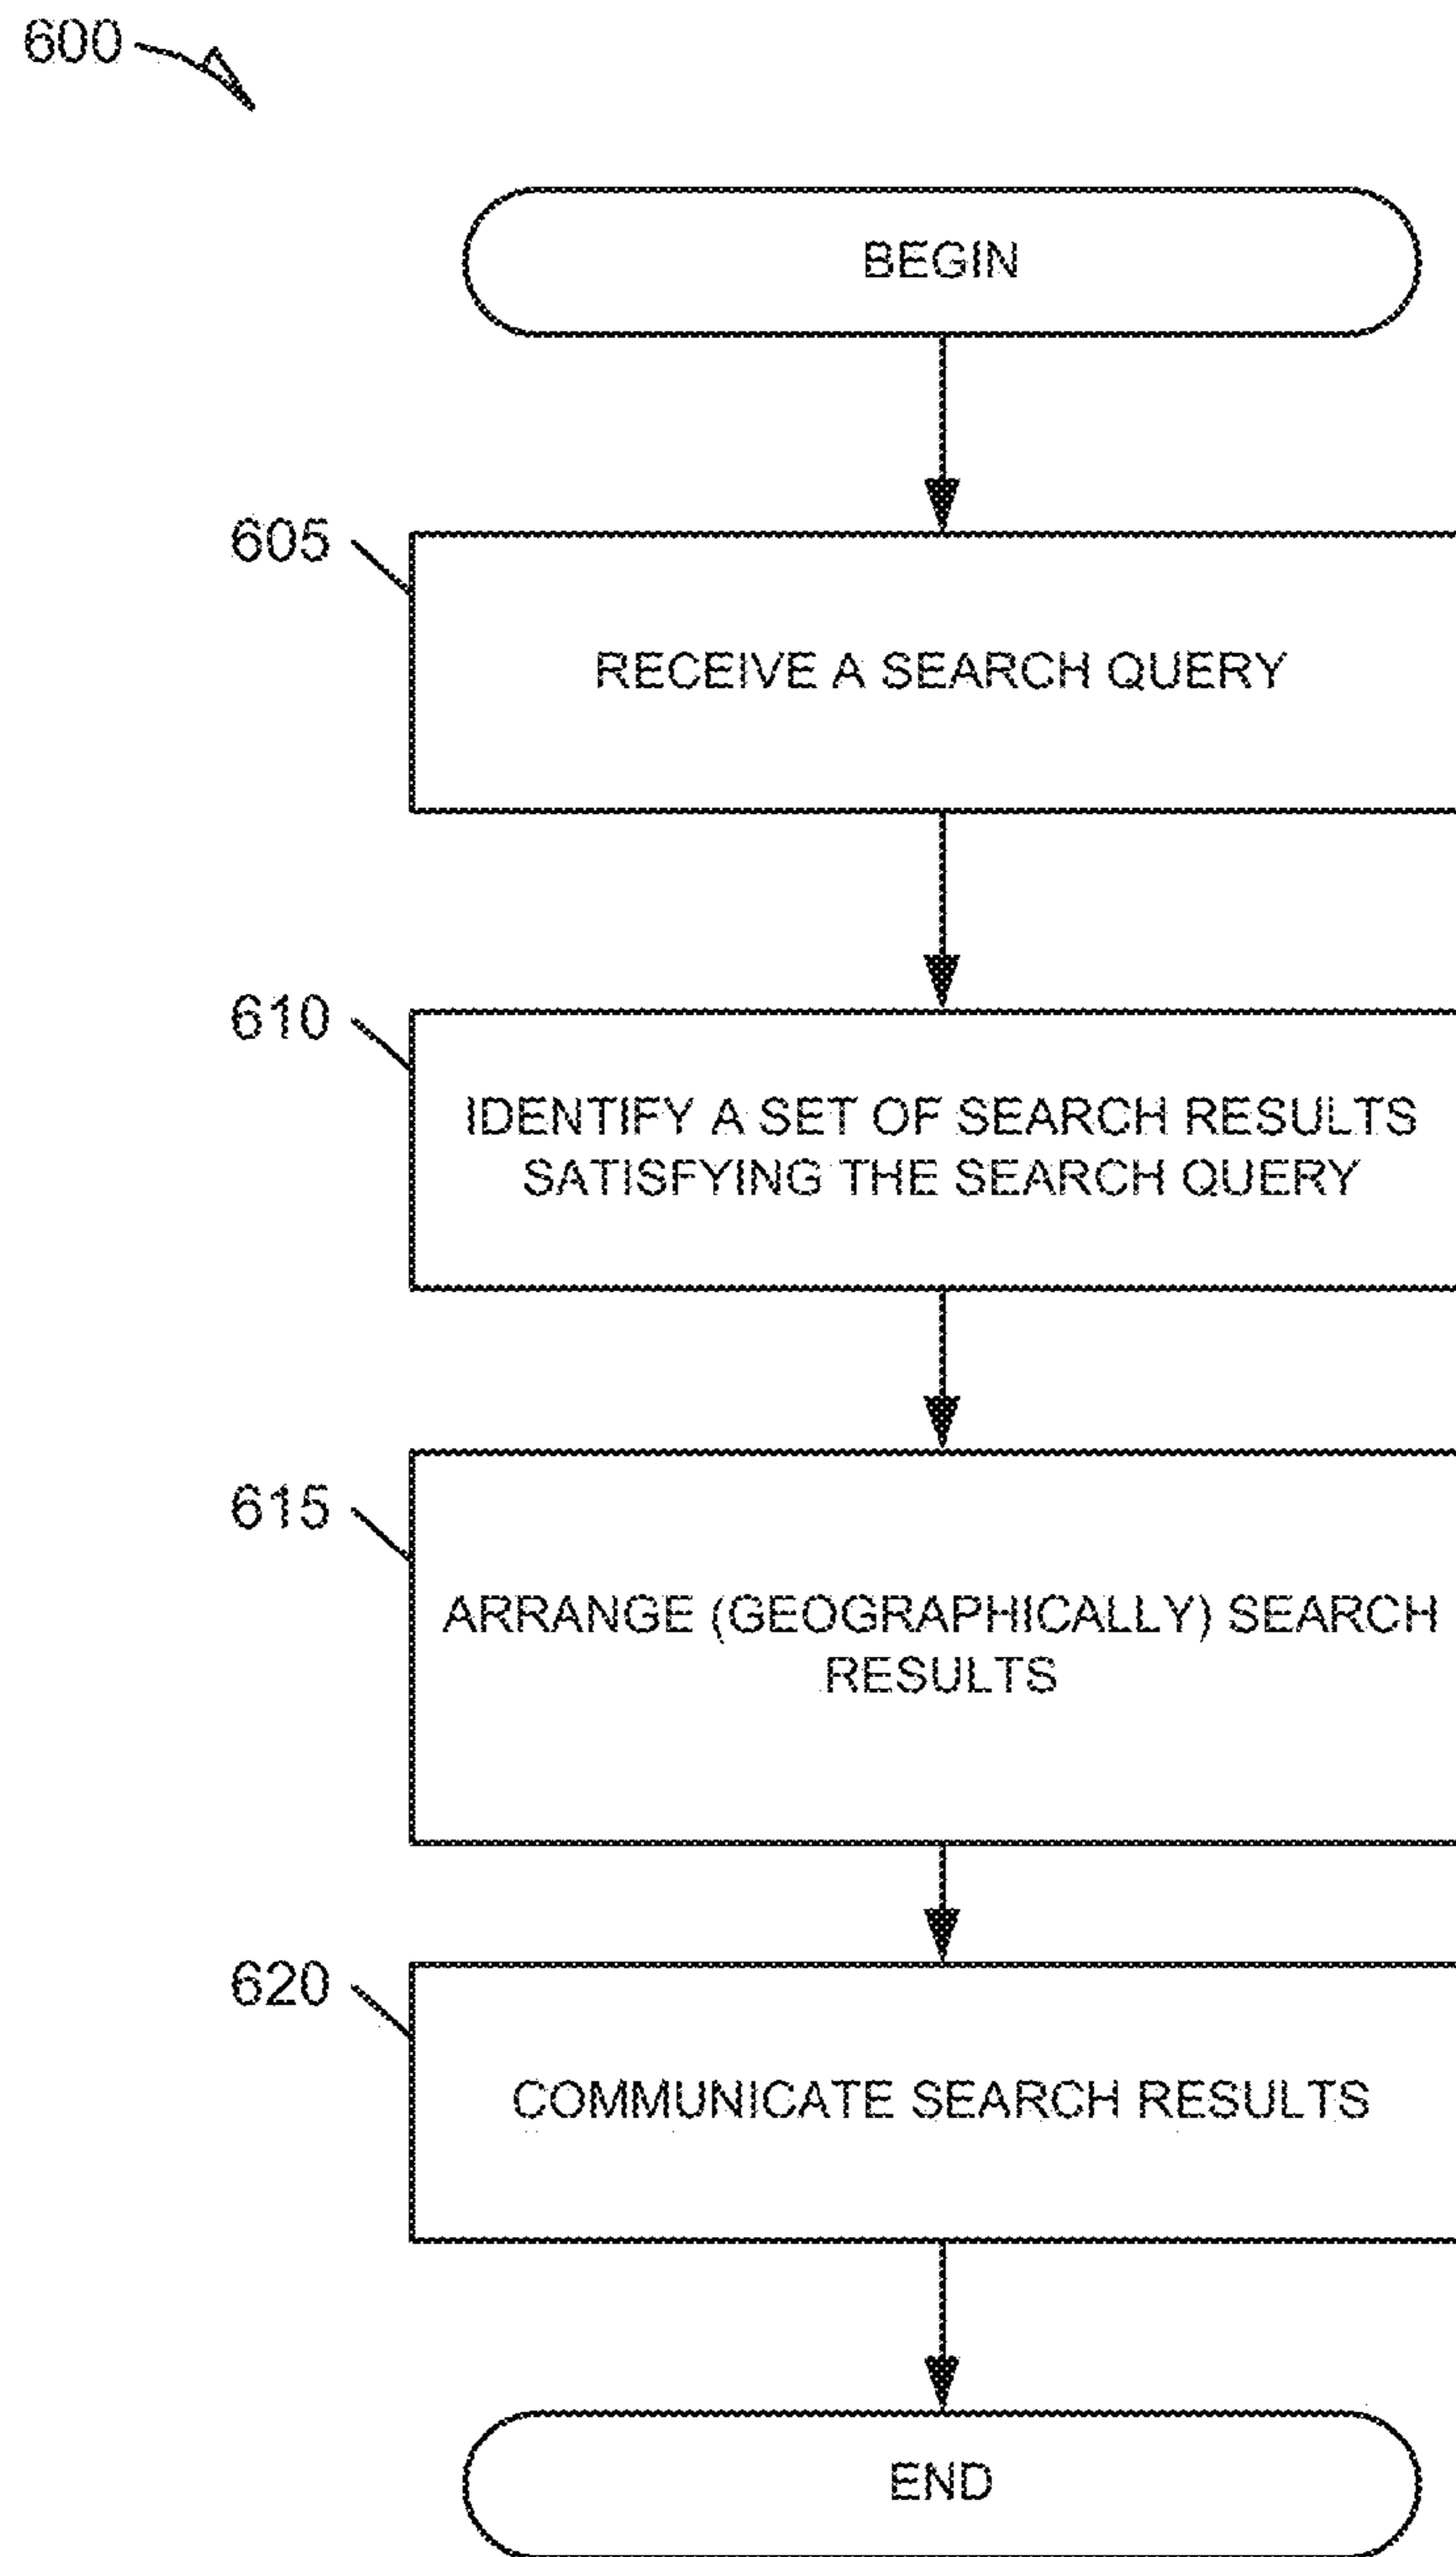 600
BEGIN
605
RECEIVE A SEARCH QUERY
610
IDENTIFY A SET OF SEARCH RESULTS
SATISFYING THE SEARCH QUERY
615
ARRANGE (GEOGRAPHICALLY) SEARCH
RESULTS
620
COMMUNICATE SEARCH RESULTS
END